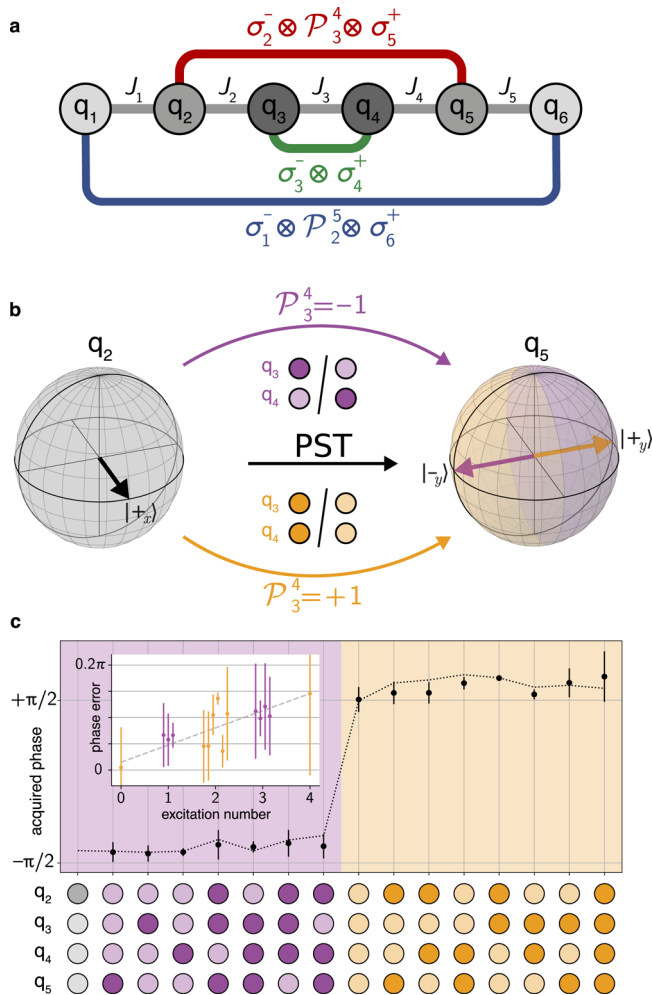 a
σ₂⁻ ⊗ 𝒫₃⁴ ⊗ σ₅⁺
J₁ J₂ J₃ J₄ J₅
q₁ q₂ q₃ q₄ q₅ q₆
σ₃⁻ ⊗ σ₄⁺
σ₁⁻ ⊗ 𝒫₂⁵ ⊗ σ₆⁺
b
𝒫₃⁴=−1
q₂
q₅
q₃ /
q₄
PST
|+ₓ⟩
|−ᵧ⟩
|+ᵧ⟩
q₃ /
q₄
𝒫₃⁴=+1
c
acquired phase
+π/2
−π/2
phase error
0.2π
0
0 1 2 3 4
excitation number
q₂
q₃
q₄
q₅